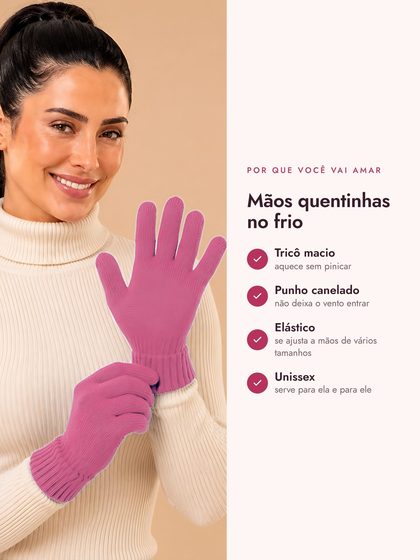 POR QUE VOCÊ VAI AMAR
Mãos quentinhas
no frio
Tricô macio
aquece sem pinicar
Punho canelado
não deixa o vento entrar
Elástico
se ajusta a mãos de vários
tamanhos
Unissex
serve para ela e para ele